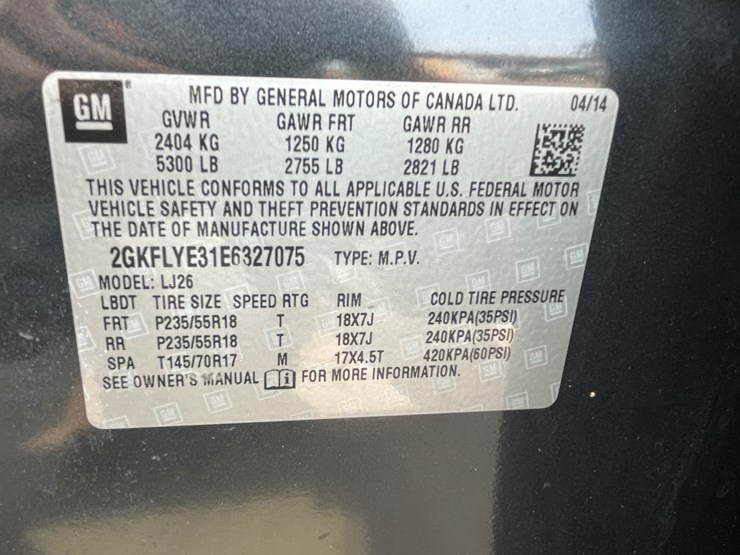 GM
MFD BY GENERAL MOTORS OF CANADA LTD. 04/14
GVWR GAWR FRT GAWR RR
2404 KG 1250 KG 1280 KG
5300 LB 2755 LB 2821 LB
THIS VEHICLE CONFORMS TO ALL APPLICABLE U.S. FEDERAL MOTOR
VEHICLE SAFETY AND THEFT PREVENTION STANDARDS IN EFFECT ON
THE DATE OF MANUFACTURE SHOWN ABOVE.
2GKFLYE31E6327075 TYPE: M.P.V.
MODEL: LJ26
LBDT TIRE SIZE SPEED RTG RIM COLD TIRE PRESSURE
FRT P235/55R18 T 18X7J 240KPA(35PSI)
RR P235/55R18 T 18X7J 240KPA(35PSI)
SPA T145/70R17 M 17X4.5T 420KPA(60PSI)
SEE OWNER'S MANUAL i FOR MORE INFORMATION.